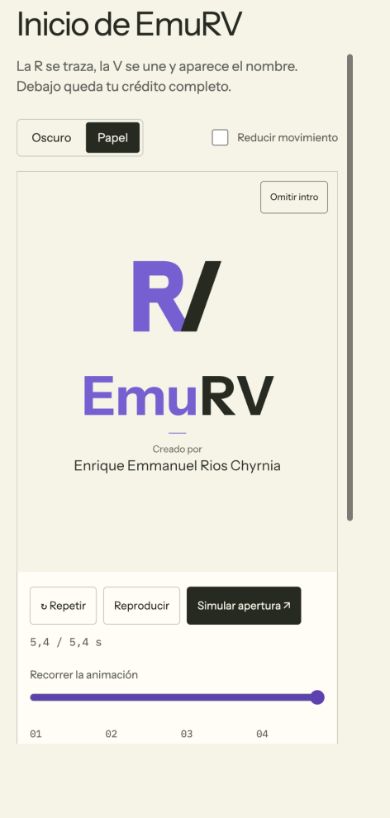 Inicio de EmuRV
La R se traza, la V se une y aparece el nombre.
Debajo queda tu crédito completo.
Oscuro Papel Reducir movimiento
Omitir intro
RV
EmuRV
Creado por
Enrique Emmanuel Rios Chyrnia
↻ Repetir Reproducir Simular apertura ↗
5,4 / 5,4 s
Recorrer la animación
01 02 03 04